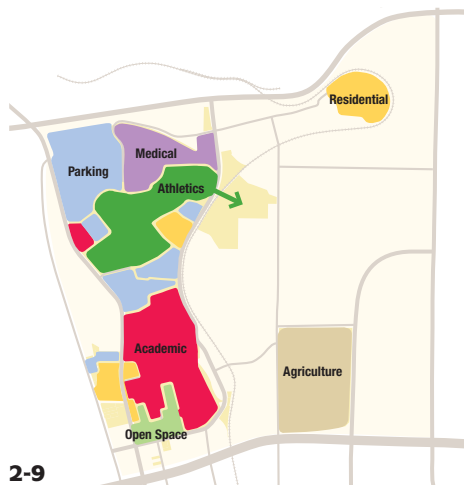 Residential
Medical
Parking
Athletics
Academic
Agriculture
Open Space
2-9